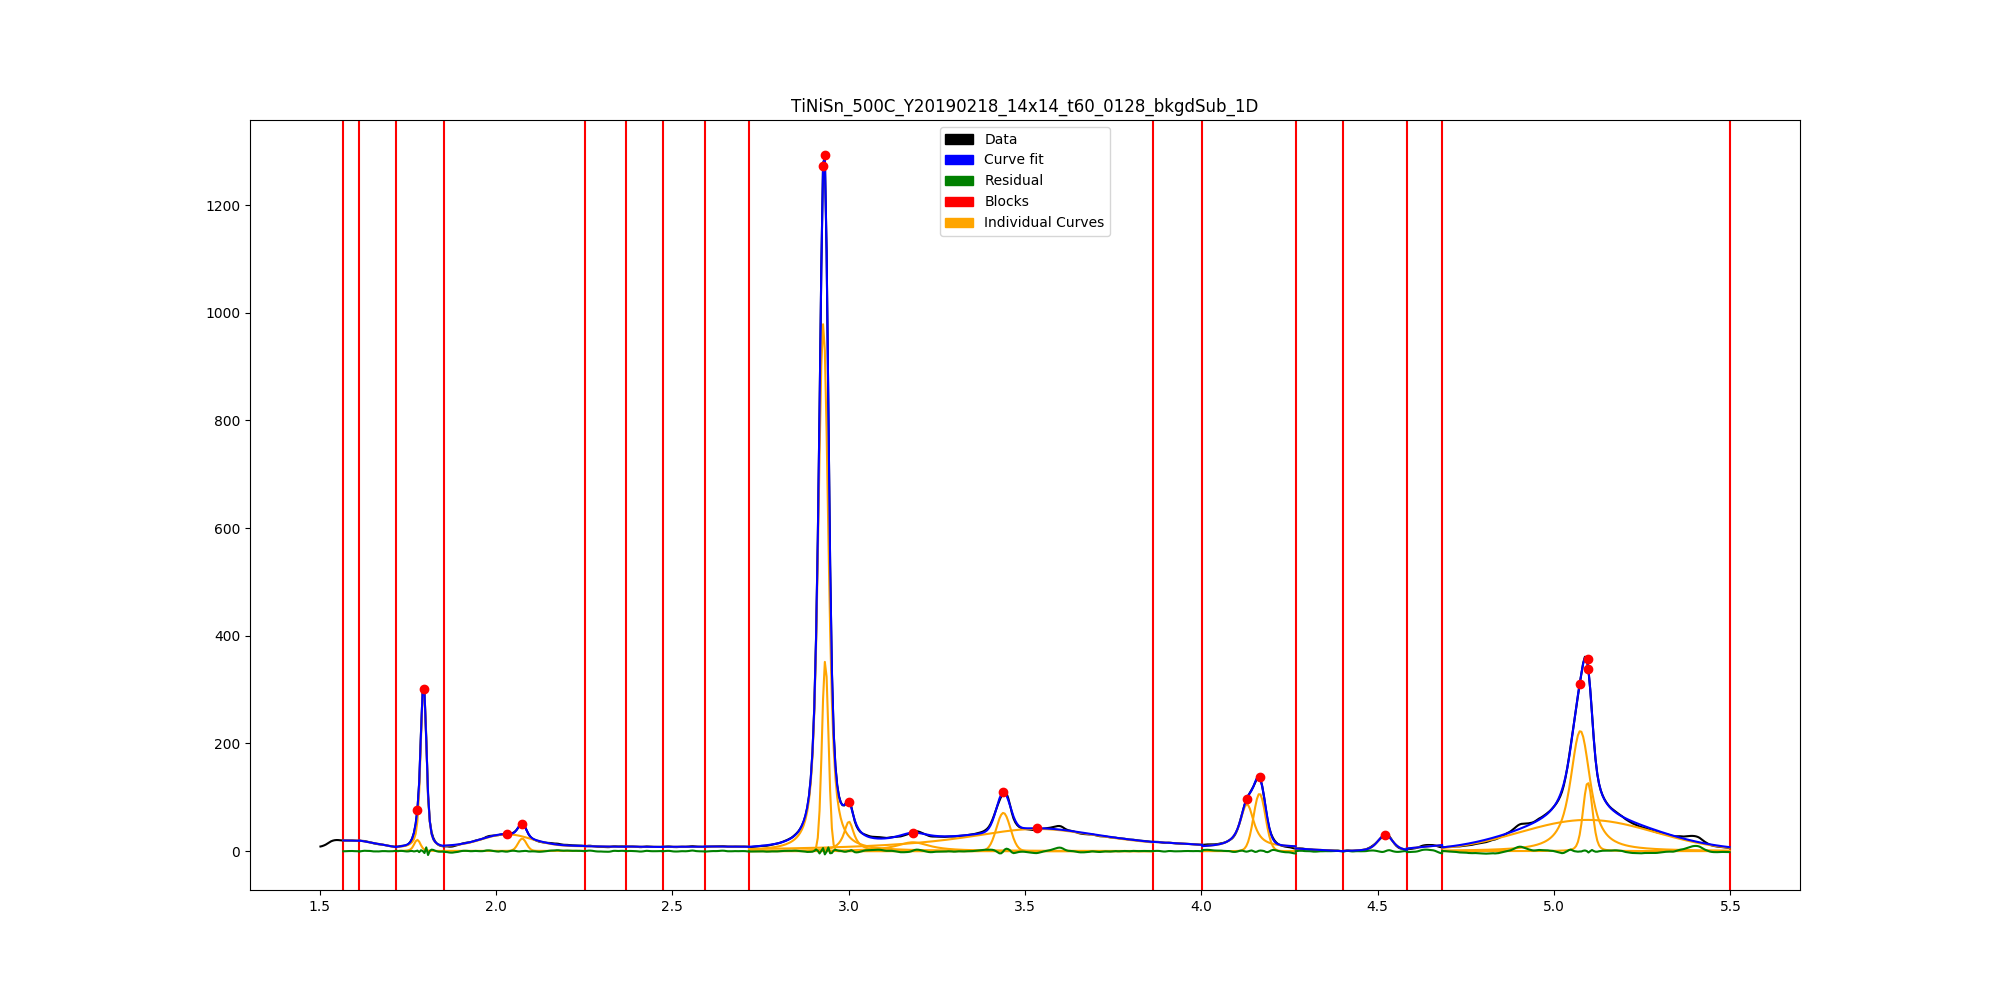 TiNiSn_500C_Y20190218_14x14_t60_0128_bkgdSub_1D
Data
Curve fit
Residual
Blocks
Individual Curves
1200
1000
800
600
400
200
0
1.5 2.0 2.5 3.0 3.5 4.0 4.5 5.0 5.5